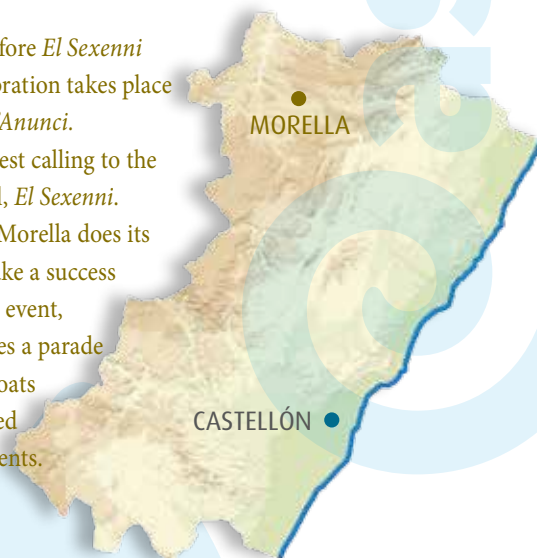 fore El Sexenni
oration takes place
'Anunci.
est calling to the
l, El Sexenni.
Morella does its
ke a success
event,
es a parade
oats
ed
ents.
MORELLA
CASTELLÓN